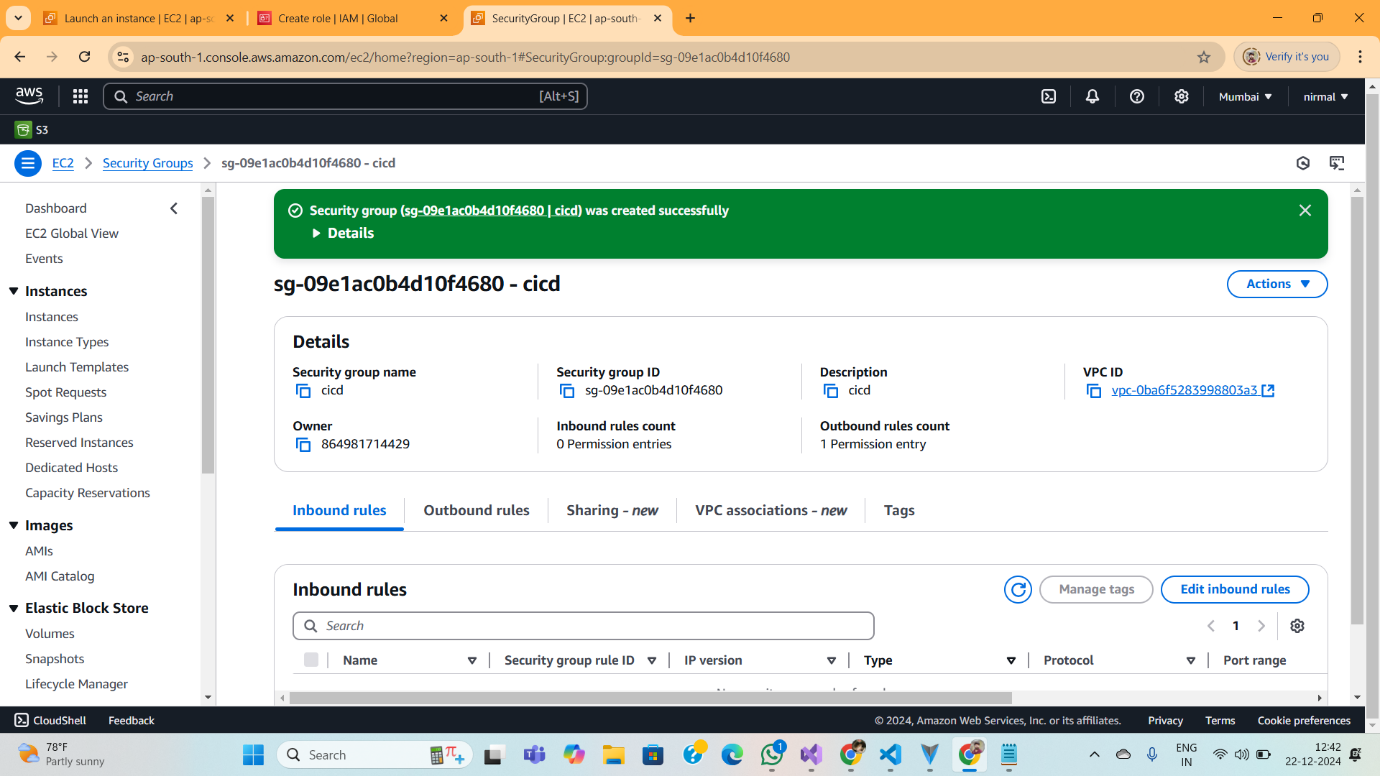 Launch an instance | EC2 | ap-so
Create role | IAM | Global
SecurityGroup | EC2 | ap-south-
ap-south-1.console.aws.amazon.com/ec2/home?region=ap-south-1#SecurityGroup:groupId=sg-09e1ac0b4d10f4680
Verify it's you
aws
Search
[Alt+S]
Mumbai
nirmal
S3
EC2
Security Groups
sg-09e1ac0b4d10f4680 - cicd
Dashboard
EC2 Global View
Events
Instances
Instances
Instance Types
Launch Templates
Spot Requests
Savings Plans
Reserved Instances
Dedicated Hosts
Capacity Reservations
Images
AMIs
AMI Catalog
Elastic Block Store
Volumes
Snapshots
Lifecycle Manager
Security group (sg-09e1ac0b4d10f4680 | cicd) was created successfully
Details
sg-09e1ac0b4d10f4680 - cicd
Actions
Details
Security group name
cicd
Security group ID
sg-09e1ac0b4d10f4680
Description
cicd
VPC ID
vpc-0ba6f5283998803a3
Owner
864981714429
Inbound rules count
0 Permission entries
Outbound rules count
1 Permission entry
Inbound rules
Outbound rules
Sharing - new
VPC associations - new
Tags
Inbound rules
Manage tags
Edit inbound rules
Search
1
Name
Security group rule ID
IP version
Type
Protocol
Port range
CloudShell
Feedback
© 2024, Amazon Web Services, Inc. or its affiliates.
Privacy
Terms
Cookie preferences
78°F
Partly sunny
Search
1
ENG
IN
12:42
22-12-2024